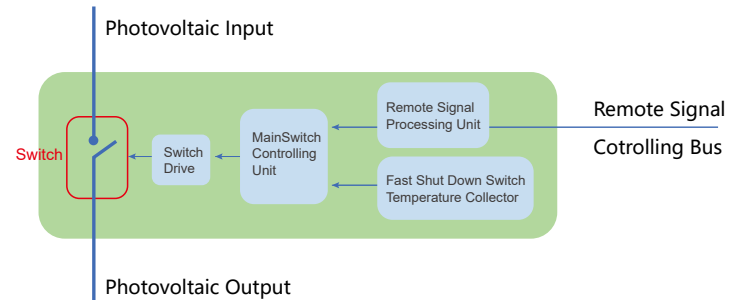 Photovoltaic Input
Remote Signal
Processing Unit
Remote Signal
Cotrolling Bus
MainSwitch
Controlling
Unit
Switch
Switch
Drive
Fast Shut Down Switch
Temperature Collector
Photovoltaic Output